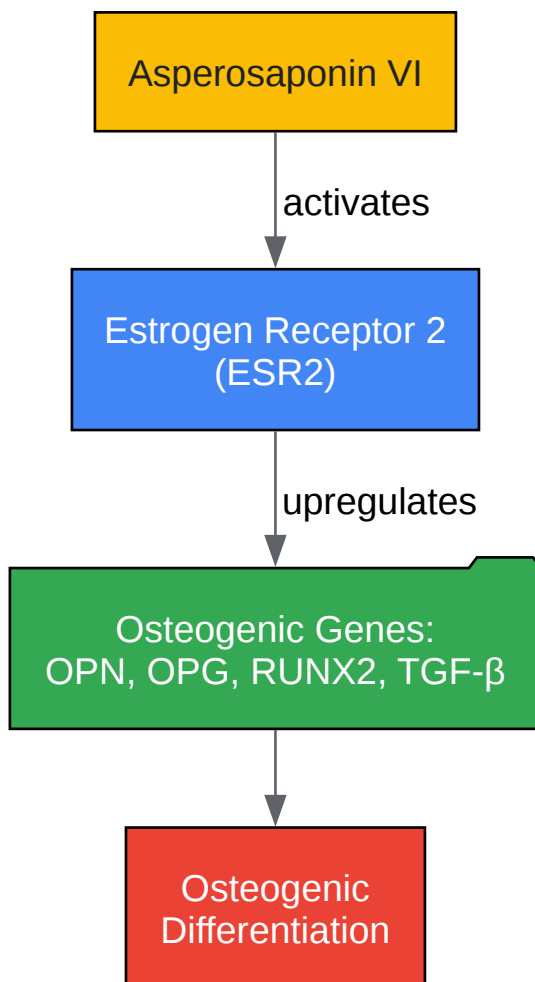 Asperosaponin VI
activates
Estrogen Receptor 2
(ESR2)
upregulates
Osteogenic Genes:
OPN, OPG, RUNX2, TGF-β
Osteogenic
Differentiation